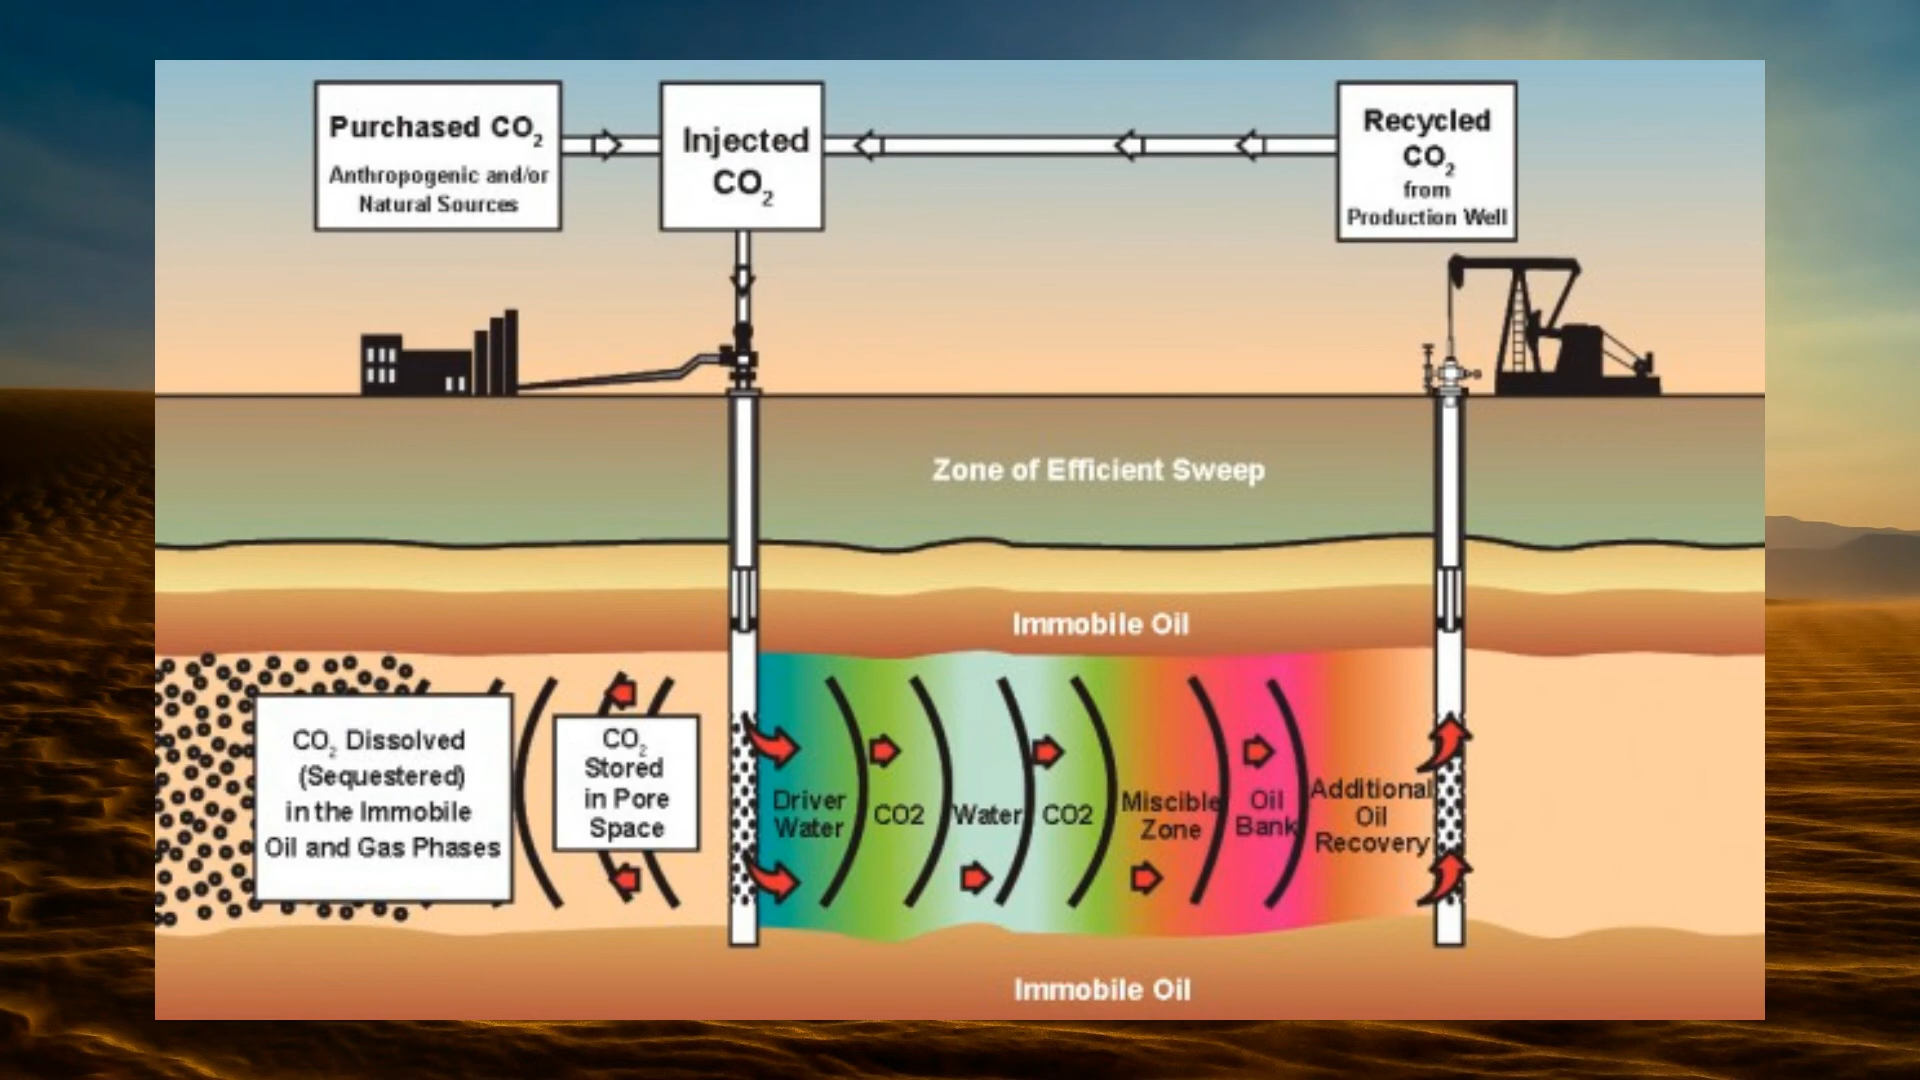 Purchased CO₂
Anthropogenic and/or
Natural Sources
Injected
CO₂
Recycled
CO₂
from
Production Well
Zone of Efficient Sweep
Immobile Oil
CO₂ Dissolved
(Sequestered)
in the Immobile
Oil and Gas Phases
CO₂
Stored
in Pore
Space
Driver
Water
CO2
Water
CO2
Miscible
Zone
Oil
Bank
Additional
Oil
Recovery
Immobile Oil